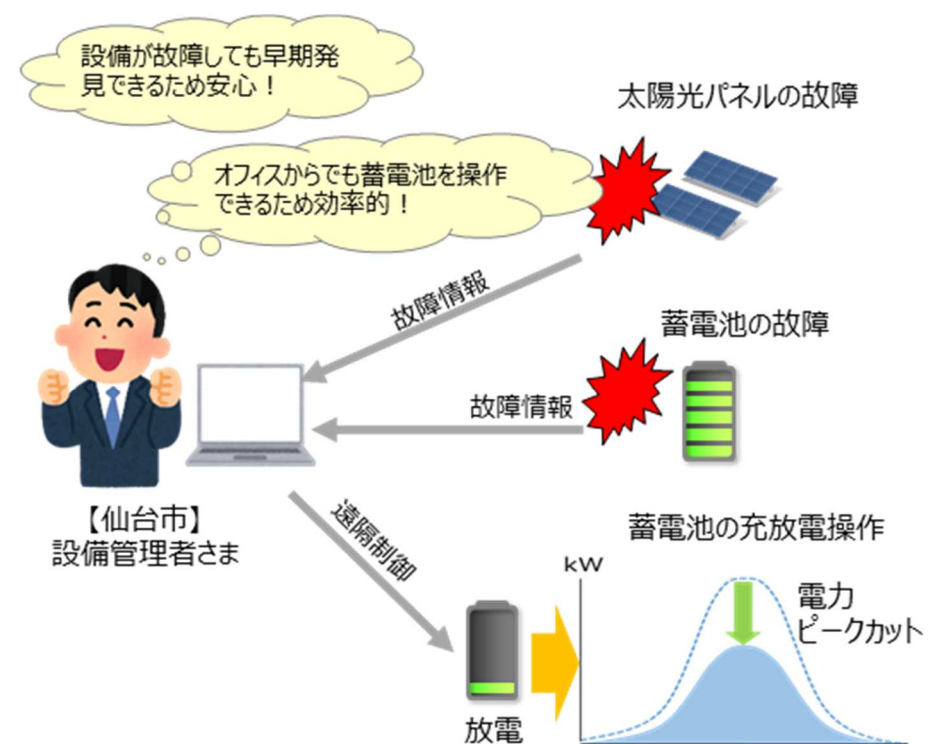 設備が故障しても早期発
見できるため安心！
オフィスからでも蓄電池を操作
できるため効率的！
太陽光パネルの故障
故障情報
蓄電池の故障
故障情報
【仙台市】
設備管理者さま
遠隔制御
蓄電池の充放電操作
kW
電力
ピークカット
放電